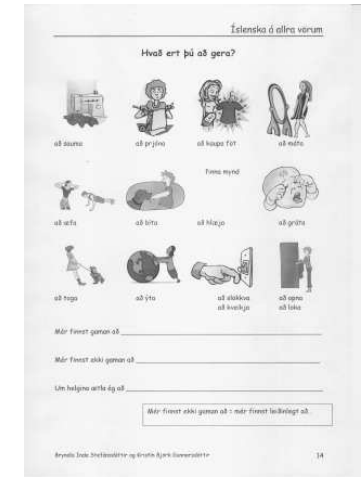 Íslenska á allra vörum
Hvað ert þú að gera?
að sauma að prjóna að kaupa föt að máta
finna mynd
að æfa að bíta að hlæja að gráta
að toga að ýta að slökkva að opna
að kveikja að loka
Mér finnst gaman að
Mér finnst ekki gaman að
Um helgina ætla ég að
Mér finnst ekki gaman að = mér finnst leiðinlegt að
Bryndís Inda Stefánsdóttir og Kristín Björk Gunnarsdóttir 14